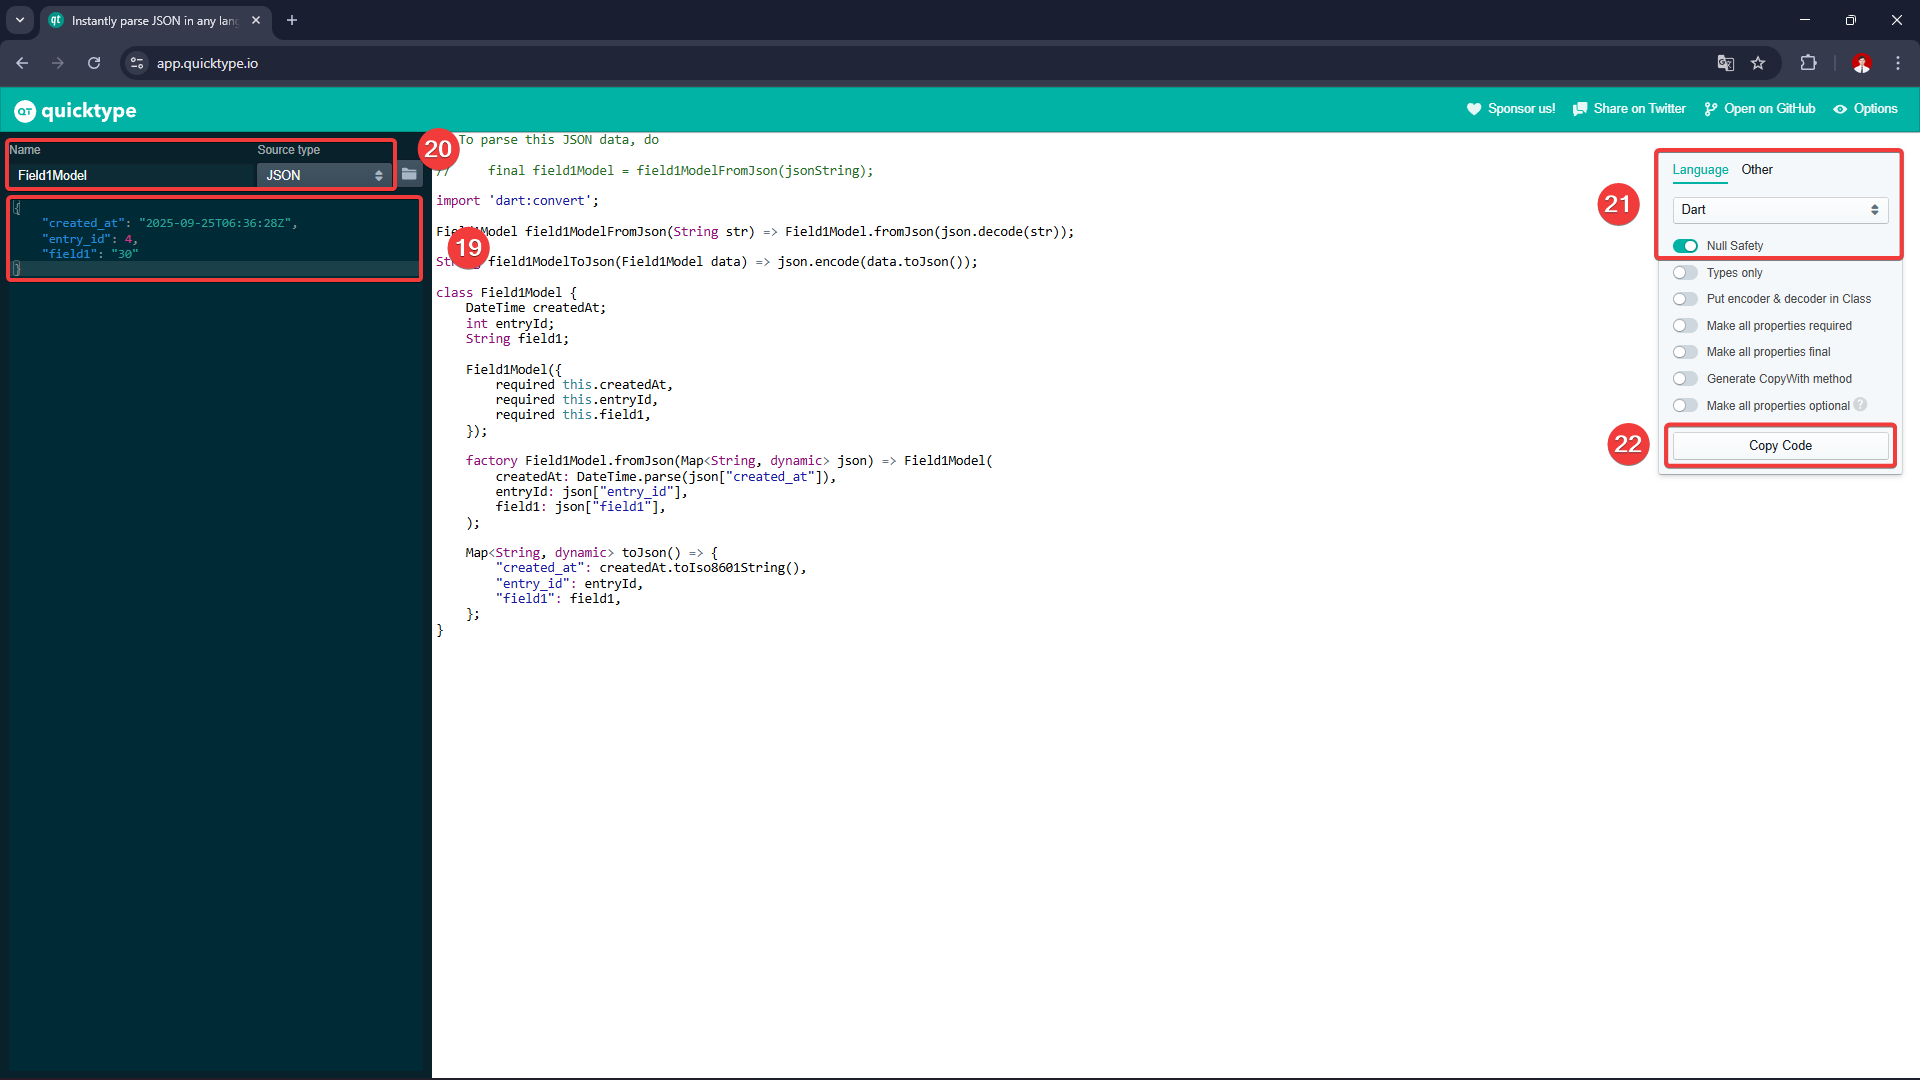 Instantly parse JSON in any lang
app.quicktype.io
QT quicktype
Sponsor us!
Share on Twitter
Open on GitHub
Options
Name
Source type
Field1Model
JSON
20
{
"created_at": "2025-09-25T06:36:28Z",
"entry_id": 4,
"field1": "30"
}
19
To parse this JSON data, do
//     final field1Model = field1ModelFromJson(jsonString);
import 'dart:convert';
Field1Model field1ModelFromJson(String str) => Field1Model.fromJson(json.decode(str));
String field1ModelToJson(Field1Model data) => json.encode(data.toJson());
class Field1Model {
    DateTime createdAt;
    int entryId;
    String field1;
    Field1Model({
        required this.createdAt,
        required this.entryId,
        required this.field1,
    });
    factory Field1Model.fromJson(Map<String, dynamic> json) => Field1Model(
        createdAt: DateTime.parse(json["created_at"]),
        entryId: json["entry_id"],
        field1: json["field1"],
    );
    Map<String, dynamic> toJson() => {
        "created_at": createdAt.toIso8601String(),
        "entry_id": entryId,
        "field1": field1,
    };
}
21
Language
Other
Dart
Null Safety
Types only
Put encoder & decoder in Class
Make all properties required
Make all properties final
Generate CopyWith method
Make all properties optional ?
22
Copy Code